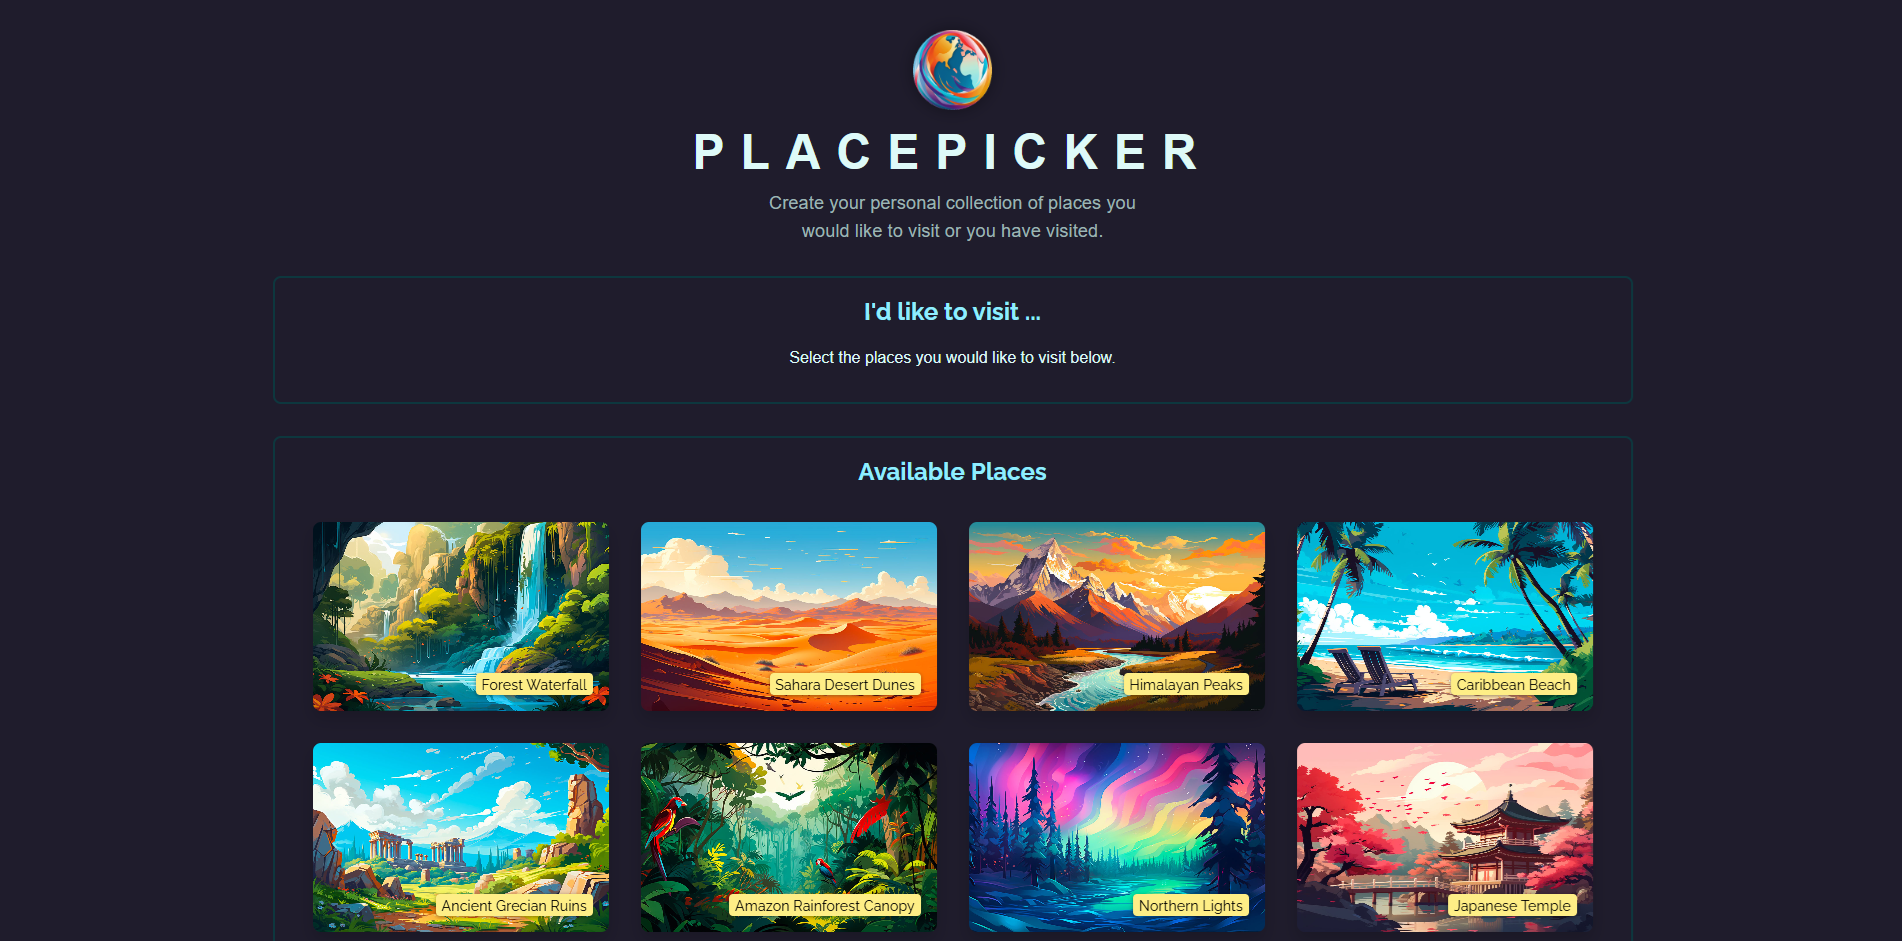 PLACEPICKER
Create your personal collection of places you
would like to visit or you have visited.
I'd like to visit ...
Select the places you would like to visit below.
Available Places
Forest Waterfall
Sahara Desert Dunes
Himalayan Peaks
Caribbean Beach
Ancient Grecian Ruins
Amazon Rainforest Canopy
Northern Lights
Japanese Temple